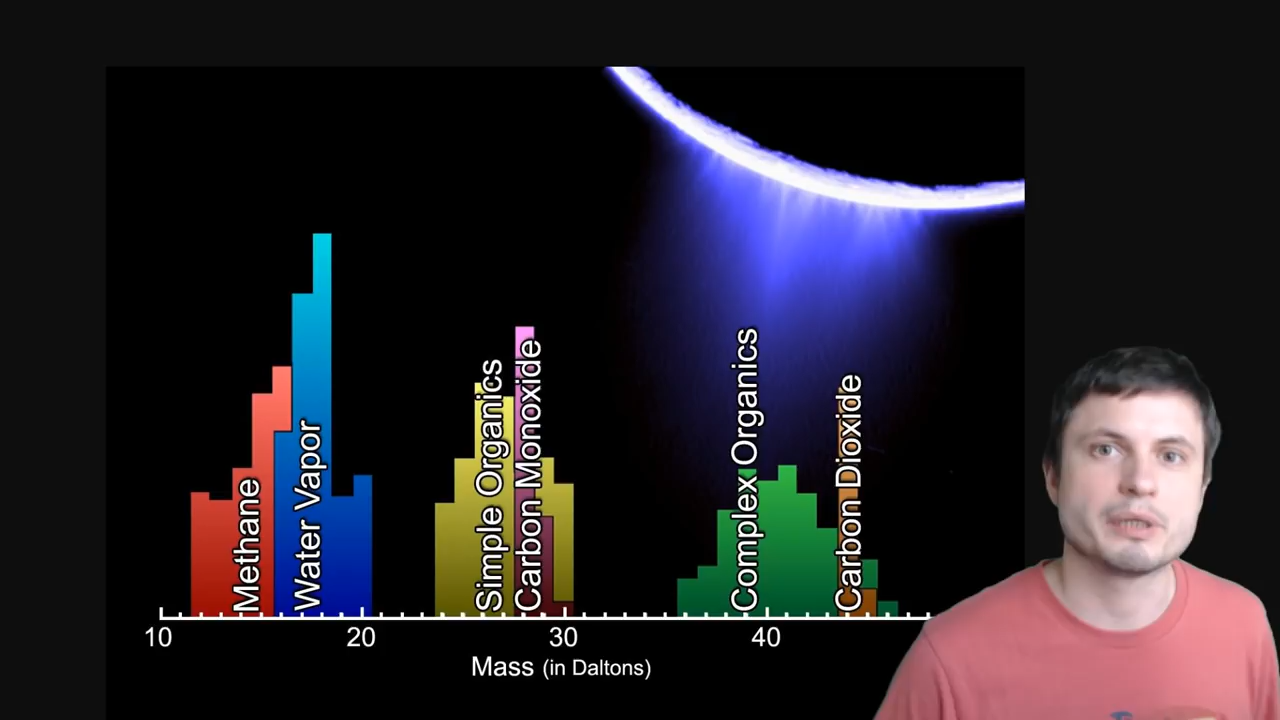 Methane
Water Vapor
Simple Organics
Carbon Monoxide
Complex Organics
Carbon Dioxide
10 20 30 40
Mass (in Daltons)